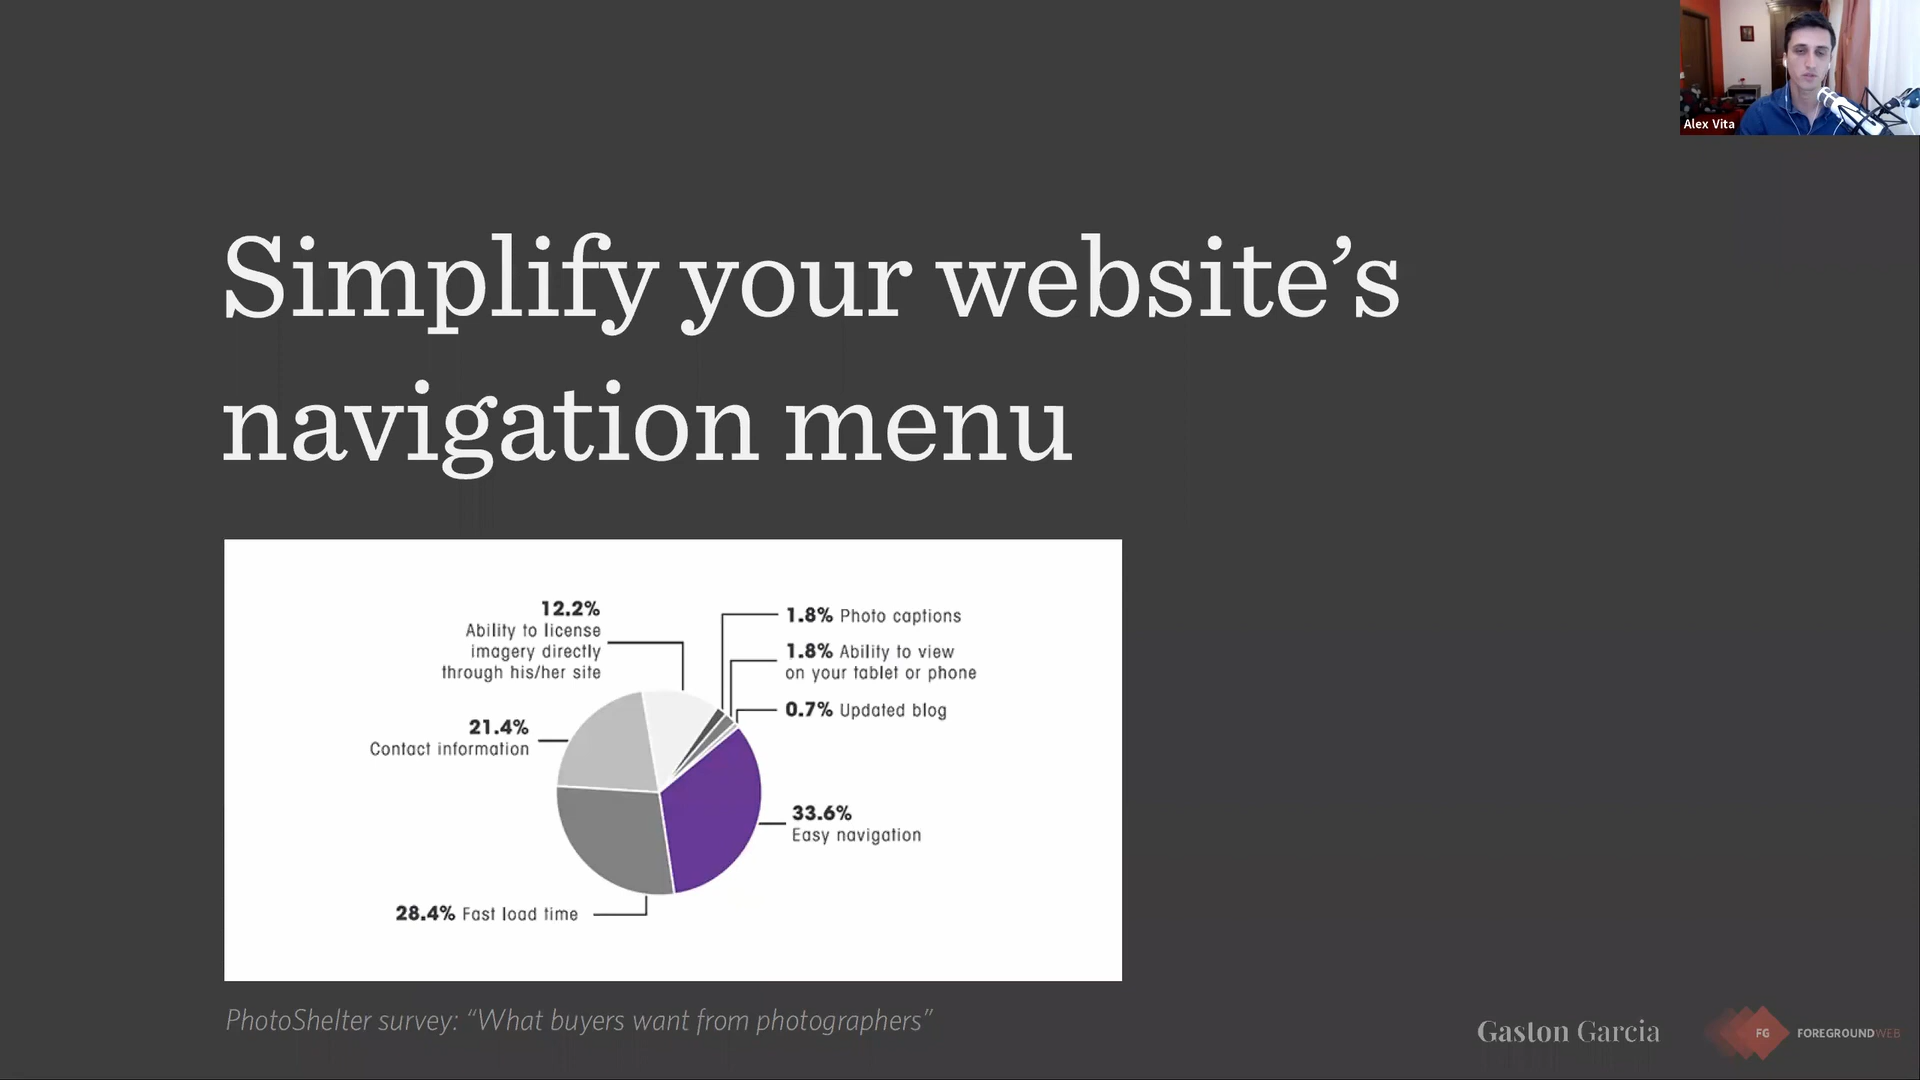 Alex Vita
Simplify your website’s
navigation menu
12.2%
Ability to license
imagery directly
through his/her site
1.8% Photo captions
1.8% Ability to view
on your tablet or phone
0.7% Updated blog
21.4%
Contact information
33.6%
Easy navigation
28.4% Fast load time
PhotoShelter survey: “What buyers want from photographers”
Gaston Garcia
FG
FOREGROUNDWEB